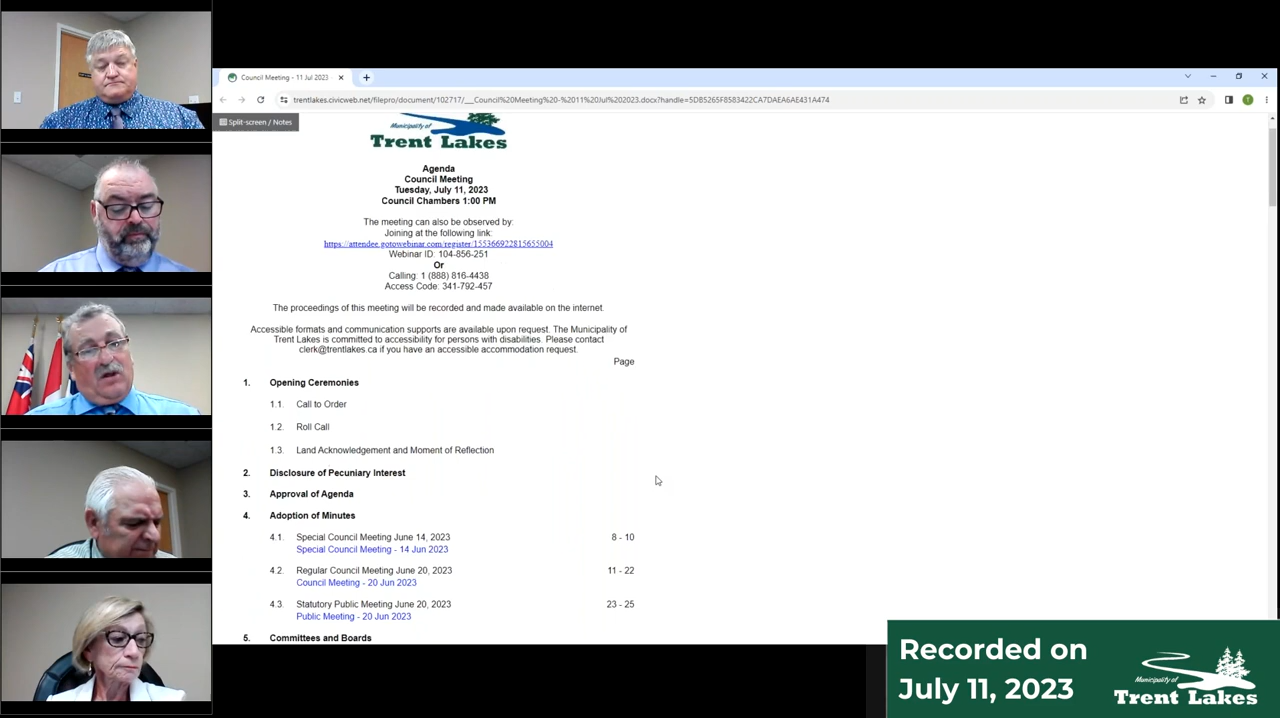 Council Meeting - 11 Jul 2023
trentlakes.civicweb.net/filepro/document/102717/___Council%20Meeting%20-%2011%20Jul%202023.docx?handle=5DB5265F8583422CA7DAEA6AE431A474
Split-screen / Notes
Municipality of
Trent Lakes
Agenda
Council Meeting
Tuesday, July 11, 2023
Council Chambers 1:00 PM
The meeting can also be observed by:
Joining at the following link:
https://attendee.gotowebinar.com/register/155366922815655004
Webinar ID: 104-856-251
Or
Calling: 1 (888) 816-4438
Access Code: 341-792-457
The proceedings of this meeting will be recorded and made available on the internet.
Accessible formats and communication supports are available upon request. The Municipality of
Trent Lakes is committed to accessibility for persons with disabilities. Please contact
clerk@trentlakes.ca if you have an accessible accommodation request.
Page
1. Opening Ceremonies
1.1. Call to Order
1.2. Roll Call
1.3. Land Acknowledgement and Moment of Reflection
2. Disclosure of Pecuniary Interest
3. Approval of Agenda
4. Adoption of Minutes
4.1. Special Council Meeting June 14, 2023 8 - 10
Special Council Meeting - 14 Jun 2023
4.2. Regular Council Meeting June 20, 2023 11 - 22
Council Meeting - 20 Jun 2023
4.3. Statutory Public Meeting June 20, 2023 23 - 25
Public Meeting - 20 Jun 2023
5. Committees and Boards
Recorded on
July 11, 2023
Municipality of
Trent Lakes